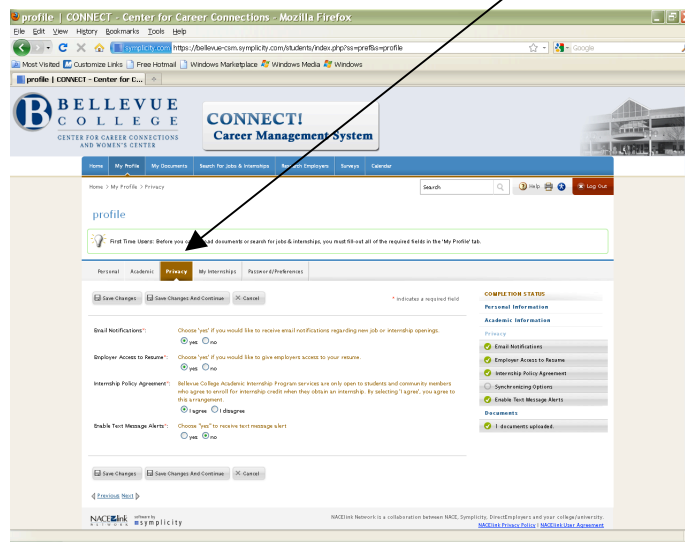 profile | CONNECT - Center for Career Connections - Mozilla Firefox
File Edit View History Bookmarks Tools Help
symplicity.com https://bellevue-csm.symplicity.com/students/index.php?ss=pref&s=profile
Google
Most Visited Customize Links Free Hotmail Windows Marketplace Windows Media Windows
profile | CONNECT - Center for C...
BELLEVUE
COLLEGE
CENTER FOR CAREER CONNECTIONS
AND WOMEN'S CENTER
CONNECT!
Career Management System
Home My Profile My Documents Search for Jobs & Internships Research Employers Surveys Calendar
Home > My Profile > Privacy
Search
Help
Log Out
profile
First Time Users: Before you can upload documents or search for jobs & internships, you must fill-out all of the required fields in the 'My Profile' tab.
Personal Academic Privacy My Internships Password/Preferences
Save Changes Save Changes And Continue Cancel
* indicates a required field
Email Notifications*: Choose 'yes' if you would like to receive email notifications regarding new job or internship openings.
yes no
Employer Access to Resume*: Choose 'yes' if you would like to give employers access to your resume.
yes no
Internship Policy Agreement*: Bellevue College Academic Internship Program services are only open to students and community members
who agree to enroll for internship credit when they obtain an internship. By selecting 'I agree', you agree to
this arrangement.
I agree I disagree
Enable Text Message Alerts*: Choose "yes" to receive text message alert
yes no
Save Changes Save Changes And Continue Cancel
Previous Next
COMPLETION STATUS
Personal Information
Academic Information
Privacy
Email Notifications
Employer Access to Resume
Internship Policy Agreement
Synchronizing Options
Enable Text Message Alerts
Documents
1 documents uploaded.
NACElink
NETWORK
software by
symplicity
NACElink Network is a collaboration between NACE, Symplicity, DirectEmployers and your college/university.
NACElink Privacy Policy | NACElink User Agreement